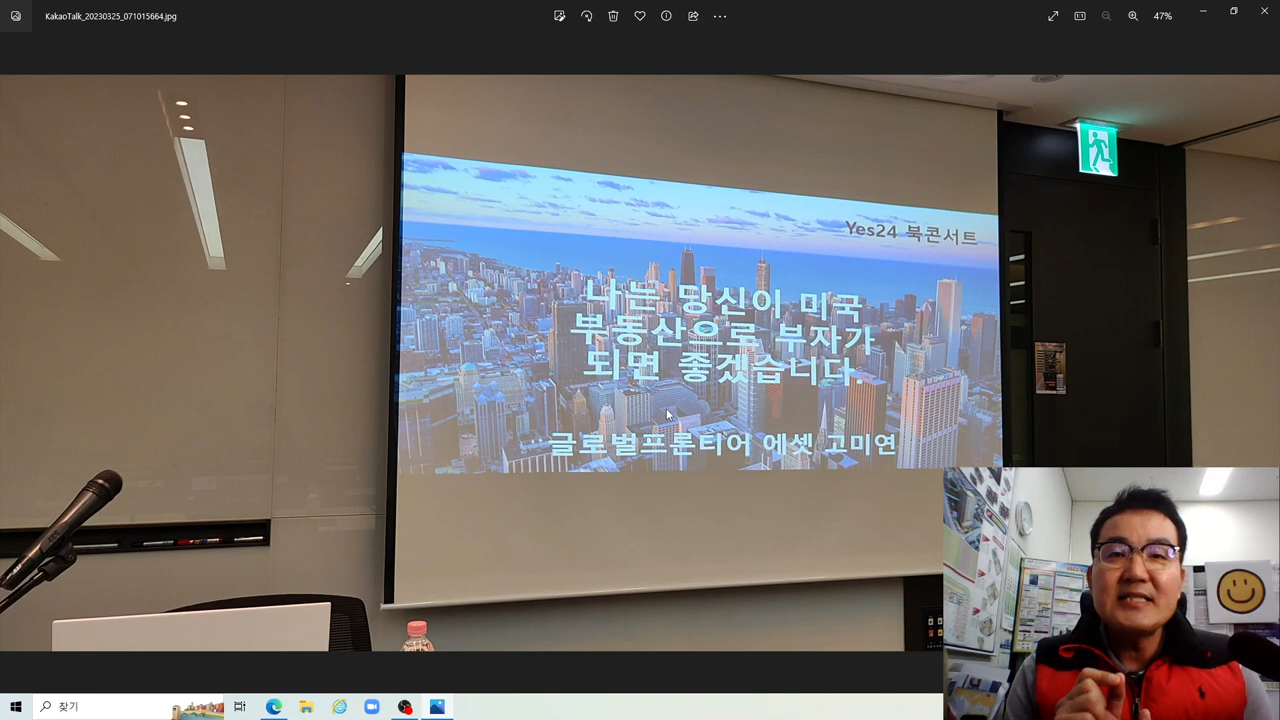 KakaoTalk_20230325_071015664.jpg
47%
Yes24 북콘서트
나는 당신이 미국
부동산으로 부자가
되면 좋겠습니다.
글로벌프론티어 에셋 고미연
찾기